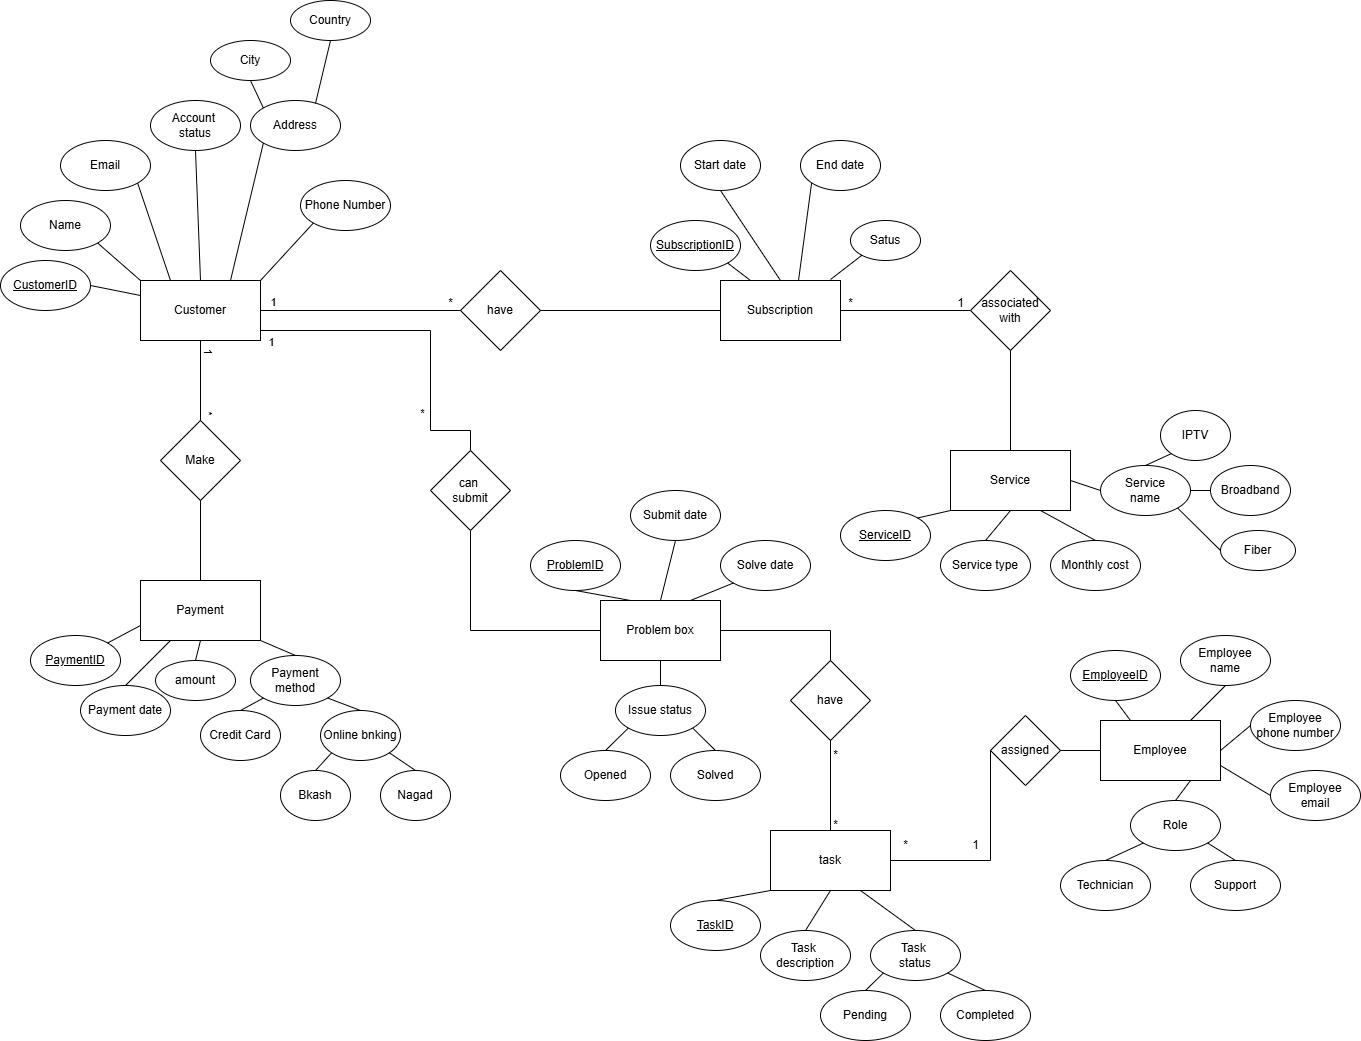 Country
City
Account
status
Address
Email
Start date
End date
Phone Number
Name
SubscriptionID
Satus
CustomerID
Customer
1
*
have
Subscription
*
1
associated
with
1
1
*
*
IPTV
Make
can
submit
Service
Service
name
Broadband
Submit date
ServiceID
Service type
Monthly cost
Fiber
ProblemID
Solve date
Payment
Problem box
PaymentID
Payment date
amount
Payment
method
Issue status
have
EmployeeID
Employee
name
Credit Card
Online bnking
Employee
phone number
assigned
Employee
*
Opened
Solved
Bkash
Nagad
Employee
email
*
Role
task
*
1
Technician
Support
TaskID
Task
description
Task
status
Pending
Completed